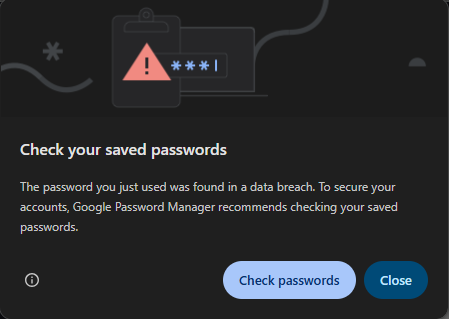 ***|
Check your saved passwords
The password you just used was found in a data breach. To secure your
accounts, Google Password Manager recommends checking your saved
passwords.
Check passwords
Close